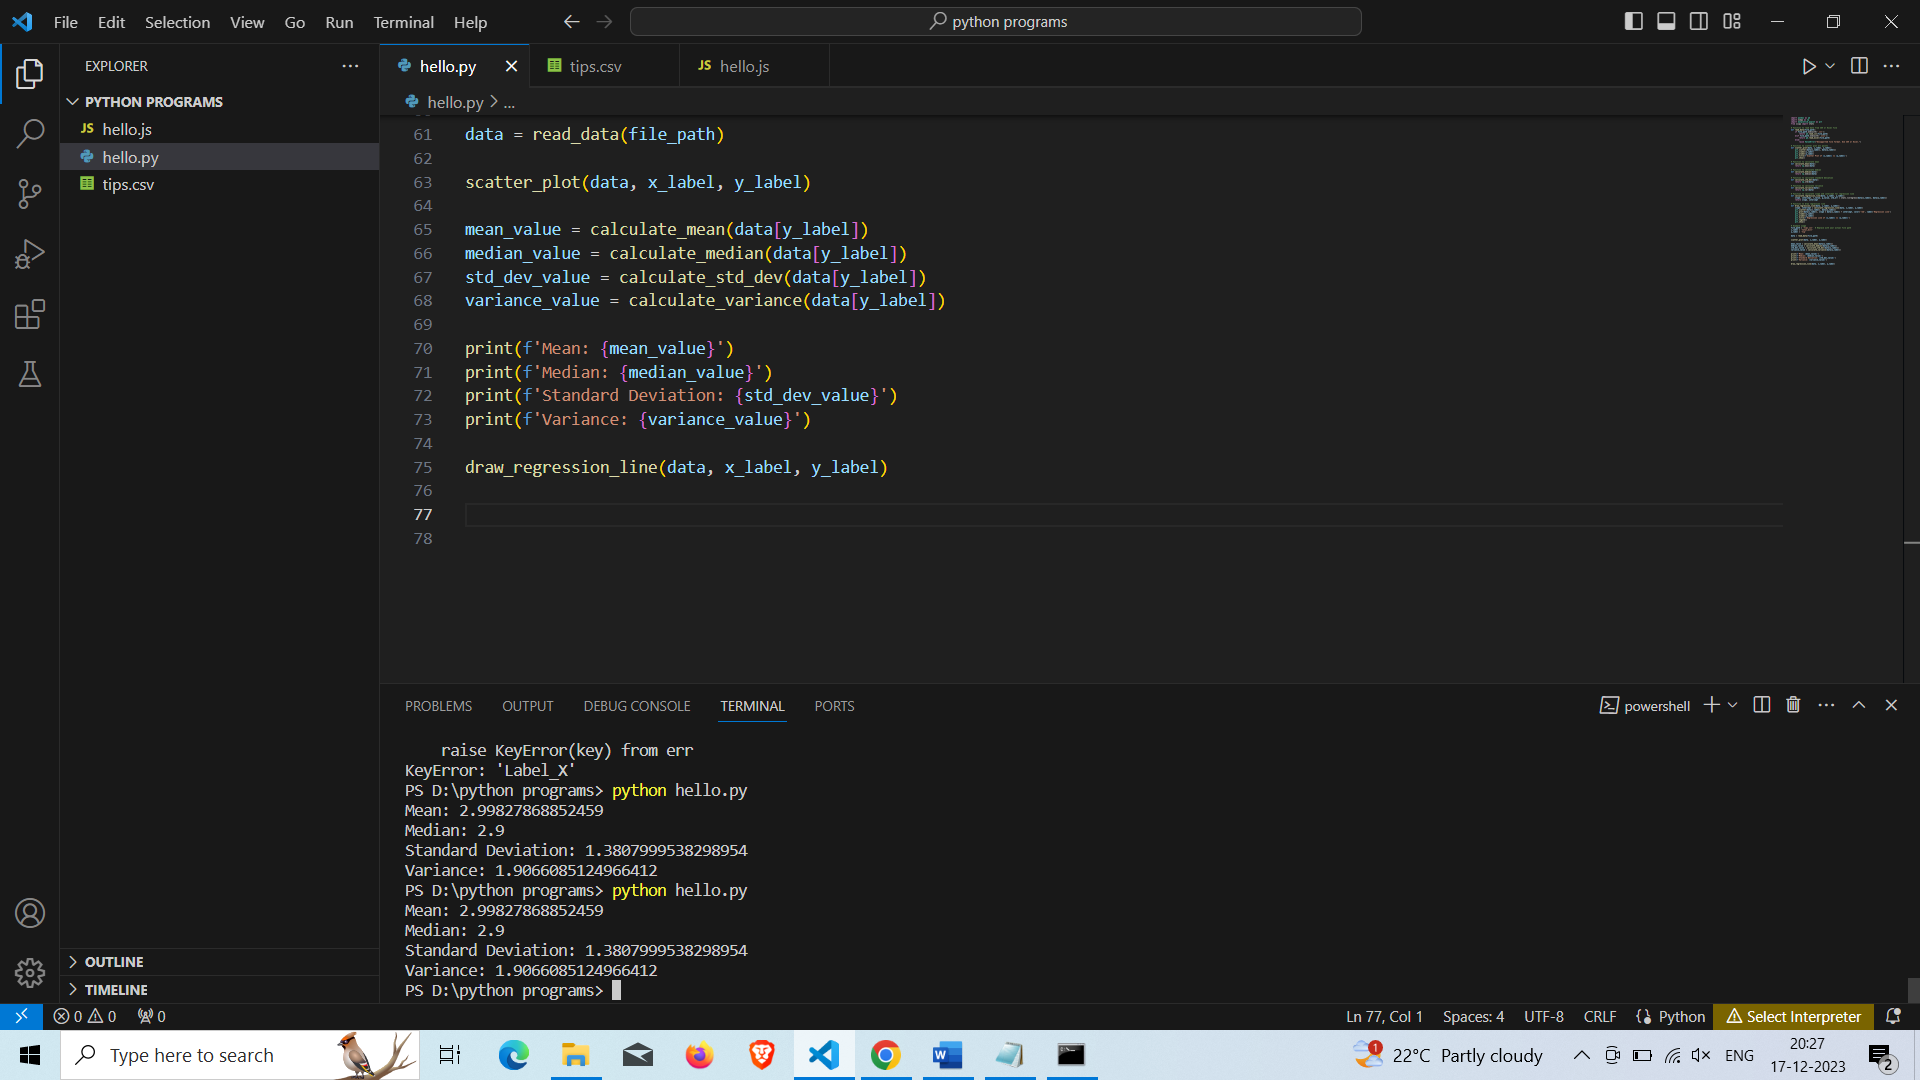 File Edit Selection View Go Run Terminal Help
python programs
EXPLORER
PYTHON PROGRAMS
JS hello.js
hello.py
tips.csv
OUTLINE
TIMELINE
hello.py
tips.csv
JS hello.js
hello.py > ...
61 data = read_data(file_path)
62
63 scatter_plot(data, x_label, y_label)
64
65 mean_value = calculate_mean(data[y_label])
66 median_value = calculate_median(data[y_label])
67 std_dev_value = calculate_std_dev(data[y_label])
68 variance_value = calculate_variance(data[y_label])
69
70 print(f'Mean: {mean_value}')
71 print(f'Median: {median_value}')
72 print(f'Standard Deviation: {std_dev_value}')
73 print(f'Variance: {variance_value}')
74
75 draw_regression_line(data, x_label, y_label)
76
77
78
PROBLEMS OUTPUT DEBUG CONSOLE TERMINAL PORTS
powershell
raise KeyError(key) from err
KeyError: 'Label_X'
PS D:\python programs> python hello.py
Mean: 2.99827868852459
Median: 2.9
Standard Deviation: 1.3807999538298954
Variance: 1.9066085124966412
PS D:\python programs> python hello.py
Mean: 2.99827868852459
Median: 2.9
Standard Deviation: 1.3807999538298954
Variance: 1.9066085124966412
PS D:\python programs>
0 0 0
Ln 77, Col 1 Spaces: 4 UTF-8 CRLF Python Select Interpreter
Type here to search
1
22°C Partly cloudy
ENG
20:27
17-12-2023
2